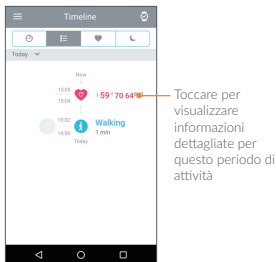 Timeline
Today
Now
15:05
↓59 ↑70 64
15:04
15:02
Walking
14:59
1 min
Today
Toccare per
visualizzare
informazioni
dettagliate per
questo periodo di
attività